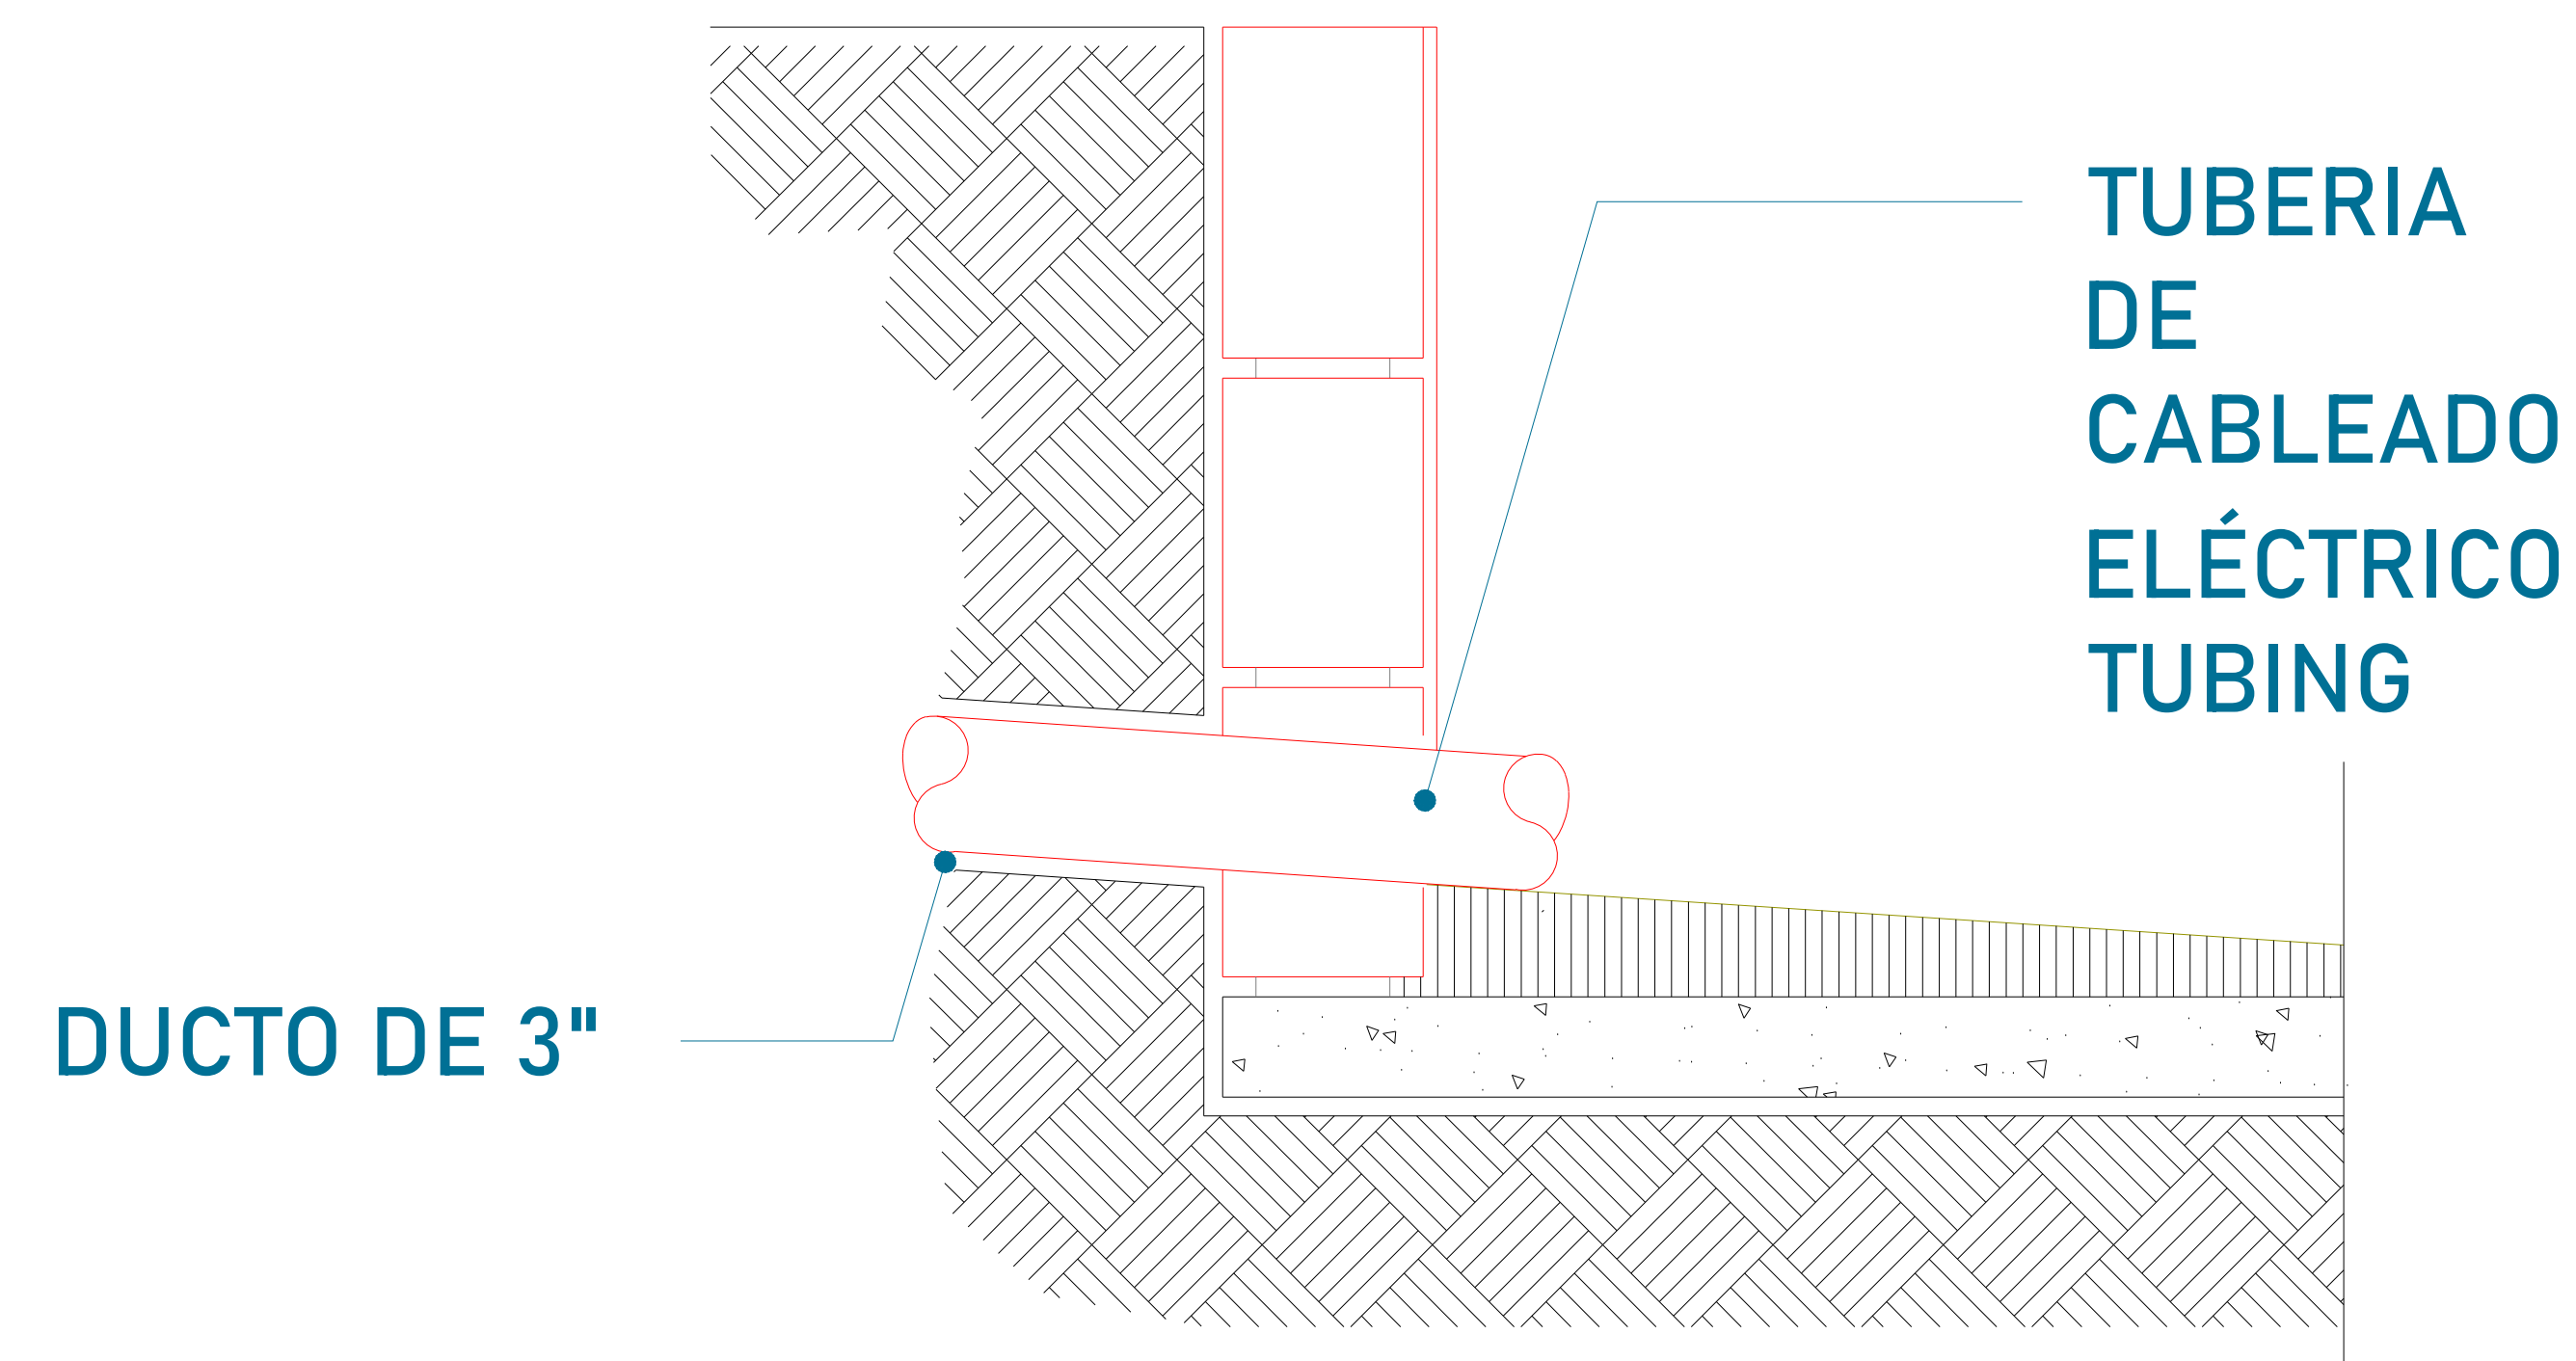 TUBERIA
DE
CABLEADO
ELÉCTRICO
TUBING
DUCTO DE 3"